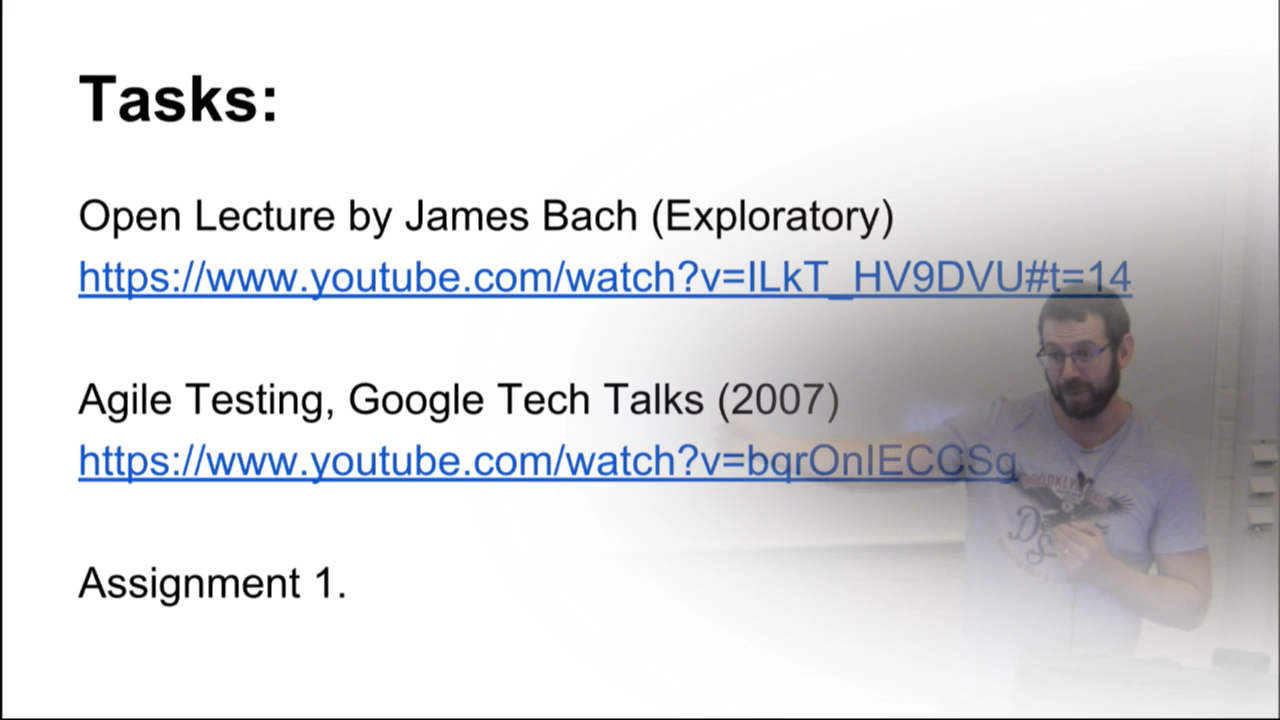 Tasks:
Open Lecture by James Bach (Exploratory)
https://www.youtube.com/watch?v=ILkT_HV9DVU#t=14
Agile Testing, Google Tech Talks (2007)
https://www.youtube.com/watch?v=bqrOnIECCSg
Assignment 1.